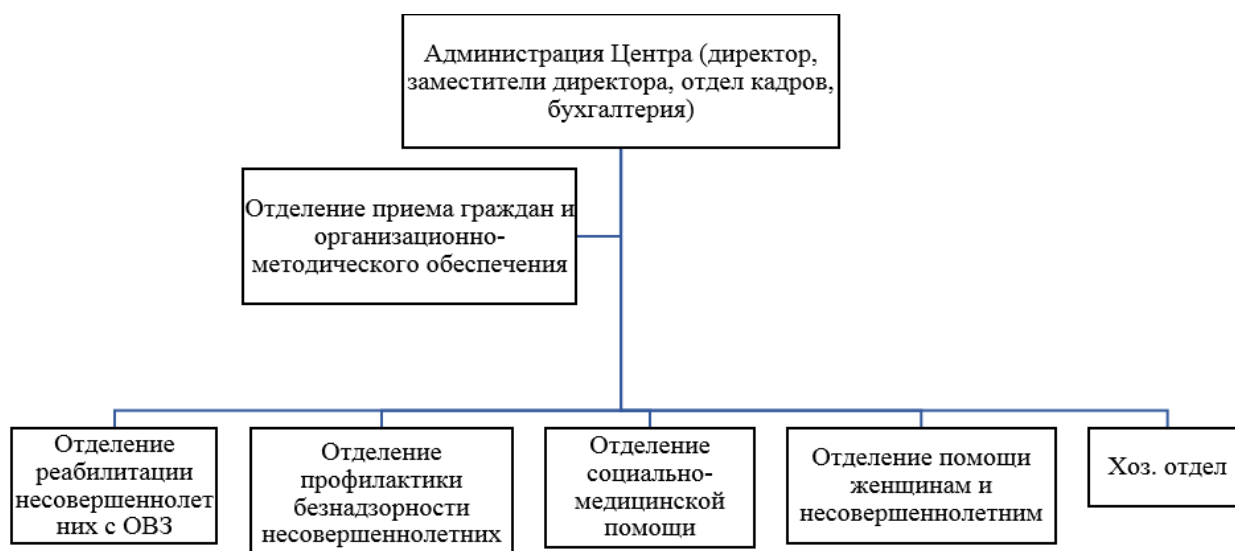 Администрация Центра (директор,
заместители директора, отдел кадров,
бухгалтерия)
Отделение приема граждан и
организационно-
методического обеспечения
Отделение
реабилитации
несовершеннолет
них с ОВЗ
Отделение
профилактики
безнадзорности
несовершеннолетних
Отделение
социально-
медицинской
помощи
Отделение помощи
женщинам и
несовершеннолетним
Хоз. отдел